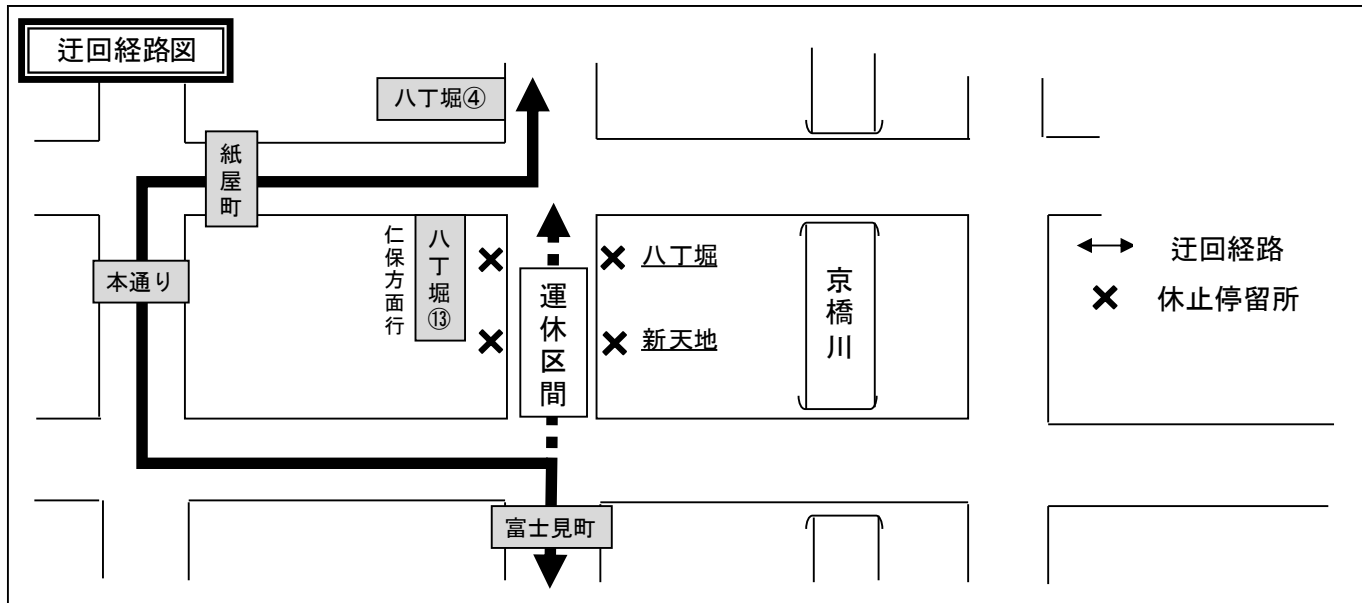 迂回経路図
八丁堀④
紙屋町
本通り
仁保方面行
八丁堀⑬
運休区間
八丁堀
新天地
京橋川
迂回経路
休止停留所
富士見町